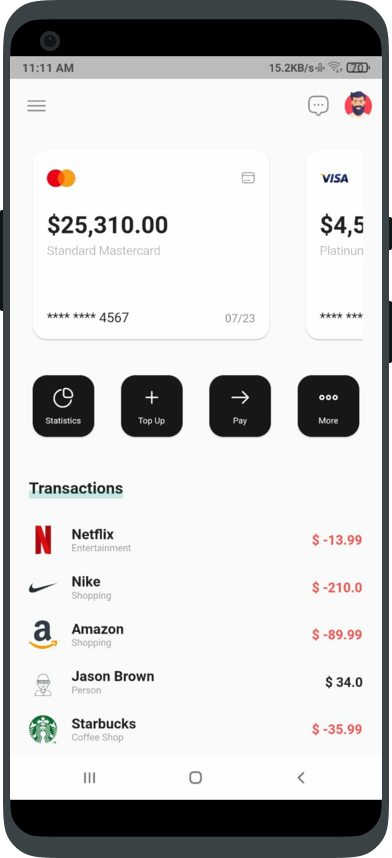 11:11 AM 15.2KB/s 70
VISA
$25,310.00 $4,5
Standard Mastercard Platinun
**** **** 4567 07/23 **** ***
Statistics Top Up Pay More
Transactions
Netflix
Entertainment
$ -13.99
Nike
Shopping
$ -210.0
a Amazon
Shopping
$ -89.99
Jason Brown
Person
$ 34.0
Starbucks
Coffee Shop
$ -35.99